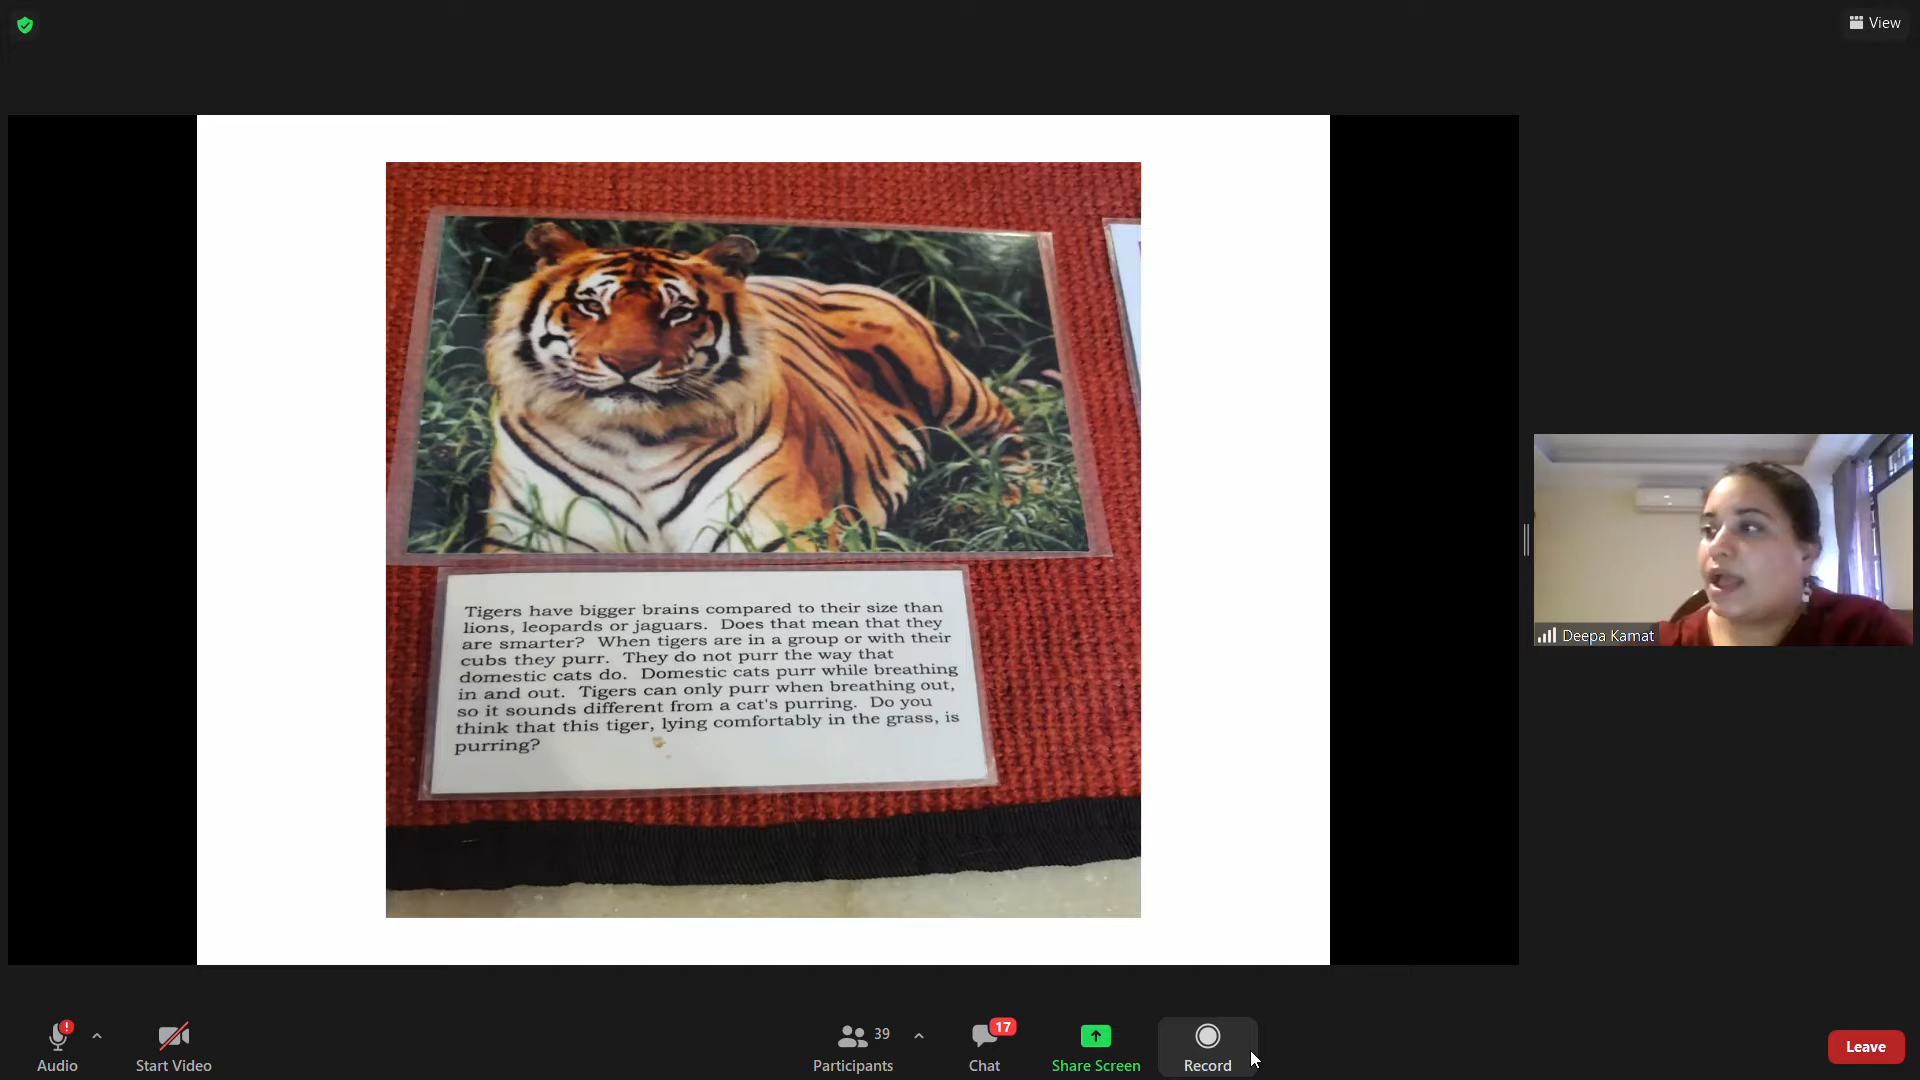 View
Tigers have bigger brains compared to their size than
lions, leopards or jaguars. Does that mean that they
are smarter? When tigers are in a group or with their
cubs they purr. They do not purr the way that
domestic cats do. Domestic cats purr while breathing
in and out. Tigers can only purr when breathing out,
so it sounds different from a cat's purring. Do you
think that this tiger, lying comfortably in the grass, is
purring?
Deepa Kamat
39
17
Audio
Start Video
Participants
Chat
Share Screen
Record
Leave